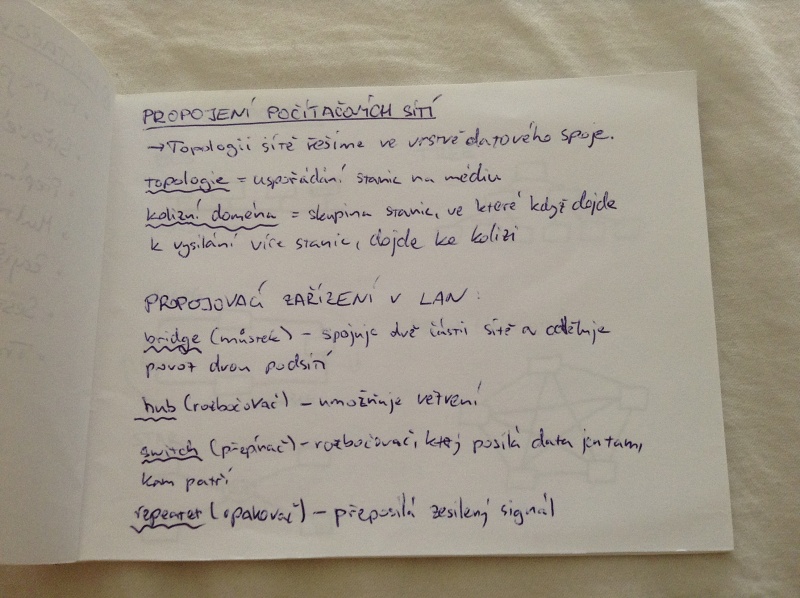 PROPOJENÍ POČÍTAČOVÝCH SÍTÍ
→ Topologii sítě řešíme ve vrstvě datového spoje.
topologie = uspořádání stanic na médiu
kolizní doména = skupina stanic, ve které když dojde
k vysílání více stanic, dojde ke kolizi
PROPOJOVACÍ ZAŘÍZENÍ V LAN:
bridge (můstek) – spojuje dvě části sítě a odděluje
povoz dvou podsítí
hub (rozbočovač) – umožňuje větvení
switch (přepínač) – rozbočovač, který posílá data jen tam,
kam patří
repeater (opakovač) – přeposílá zesílený signál